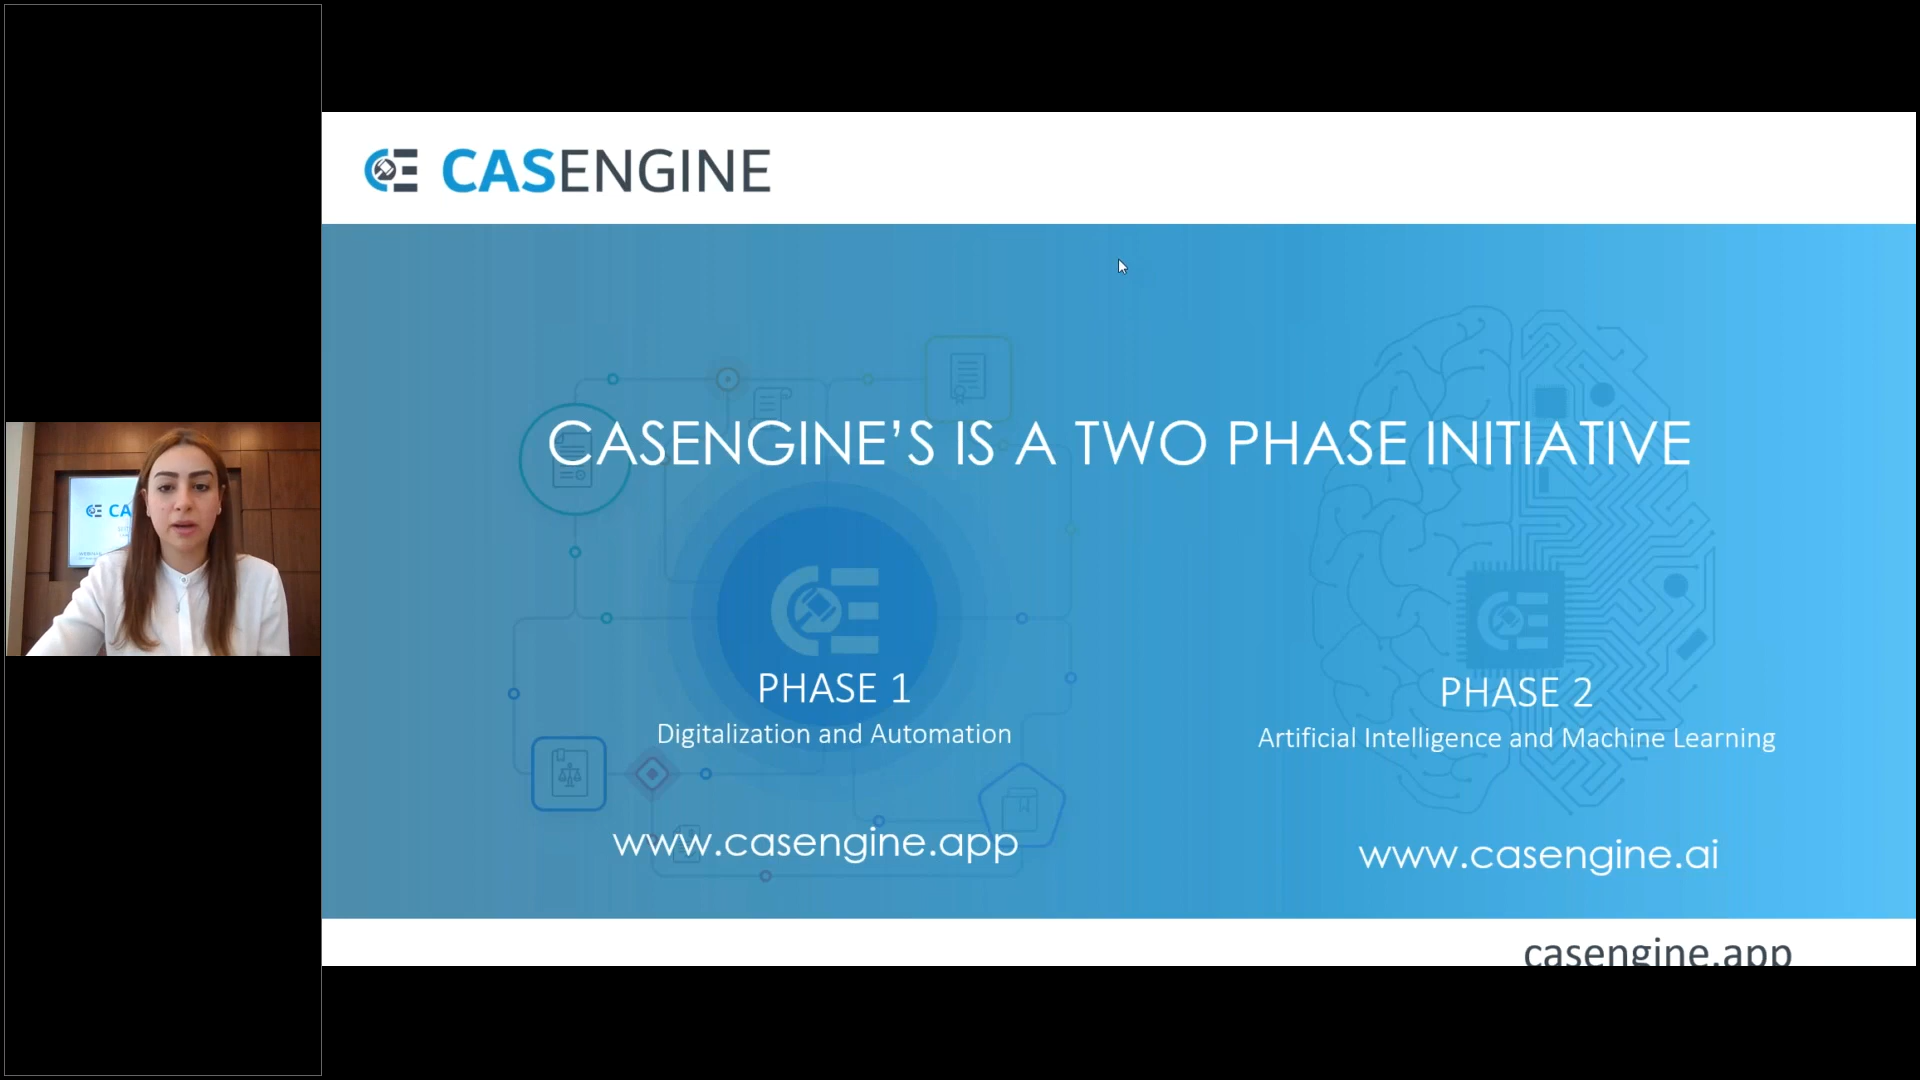 CASENGINE
CASENGINE'S IS A TWO PHASE INITIATIVE
PHASE 1
Digitalization and Automation
www.casengine.app
PHASE 2
Artificial Intelligence and Machine Learning
www.casengine.ai
casengine.app
CA